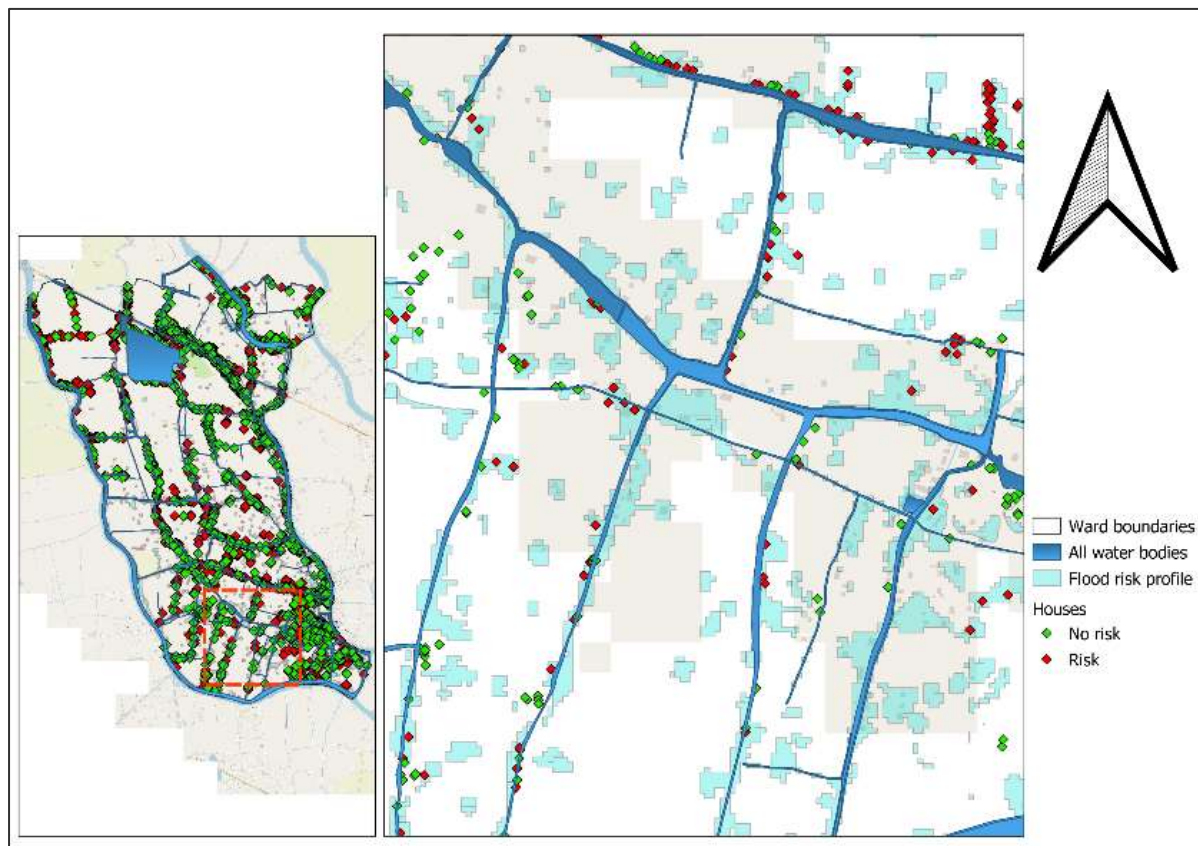 Ward boundaries
All water bodies
Flood risk profile
Houses
No risk
Risk